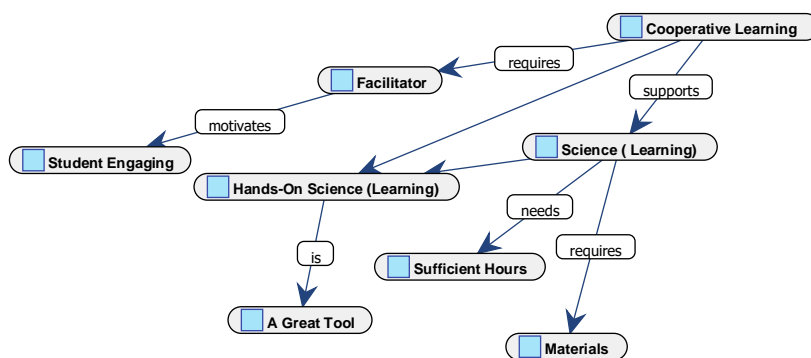 Cooperative Learning
requires
Facilitator
supports
motivates
Science ( Learning)
Student Engaging
Hands-On Science (Learning)
needs
requires
is
Sufficient Hours
A Great Tool
Materials